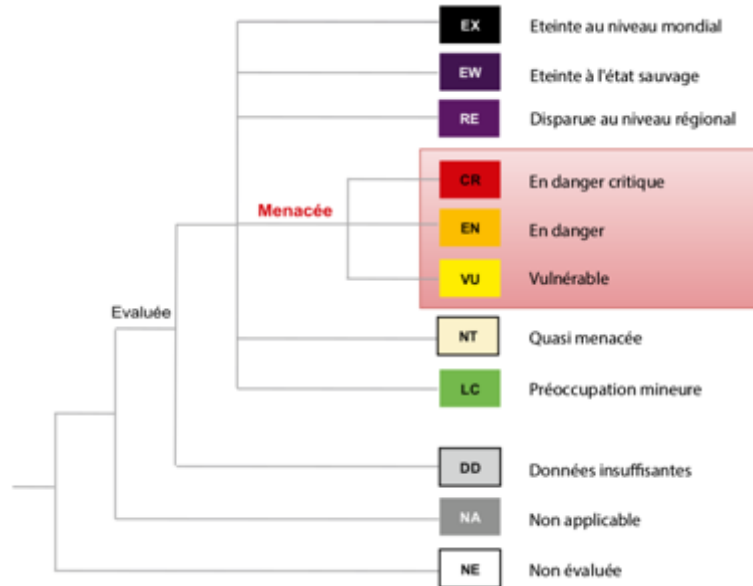 EX Eteinte au niveau mondial
EW Eteinte à l'état sauvage
RE Disparue au niveau régional
CR En danger critique
Menacée
EN En danger
VU Vulnérable
Evaluée
NT Quasi menacée
LC Préoccupation mineure
DD Données insuffisantes
NA Non applicable
NE Non évaluée